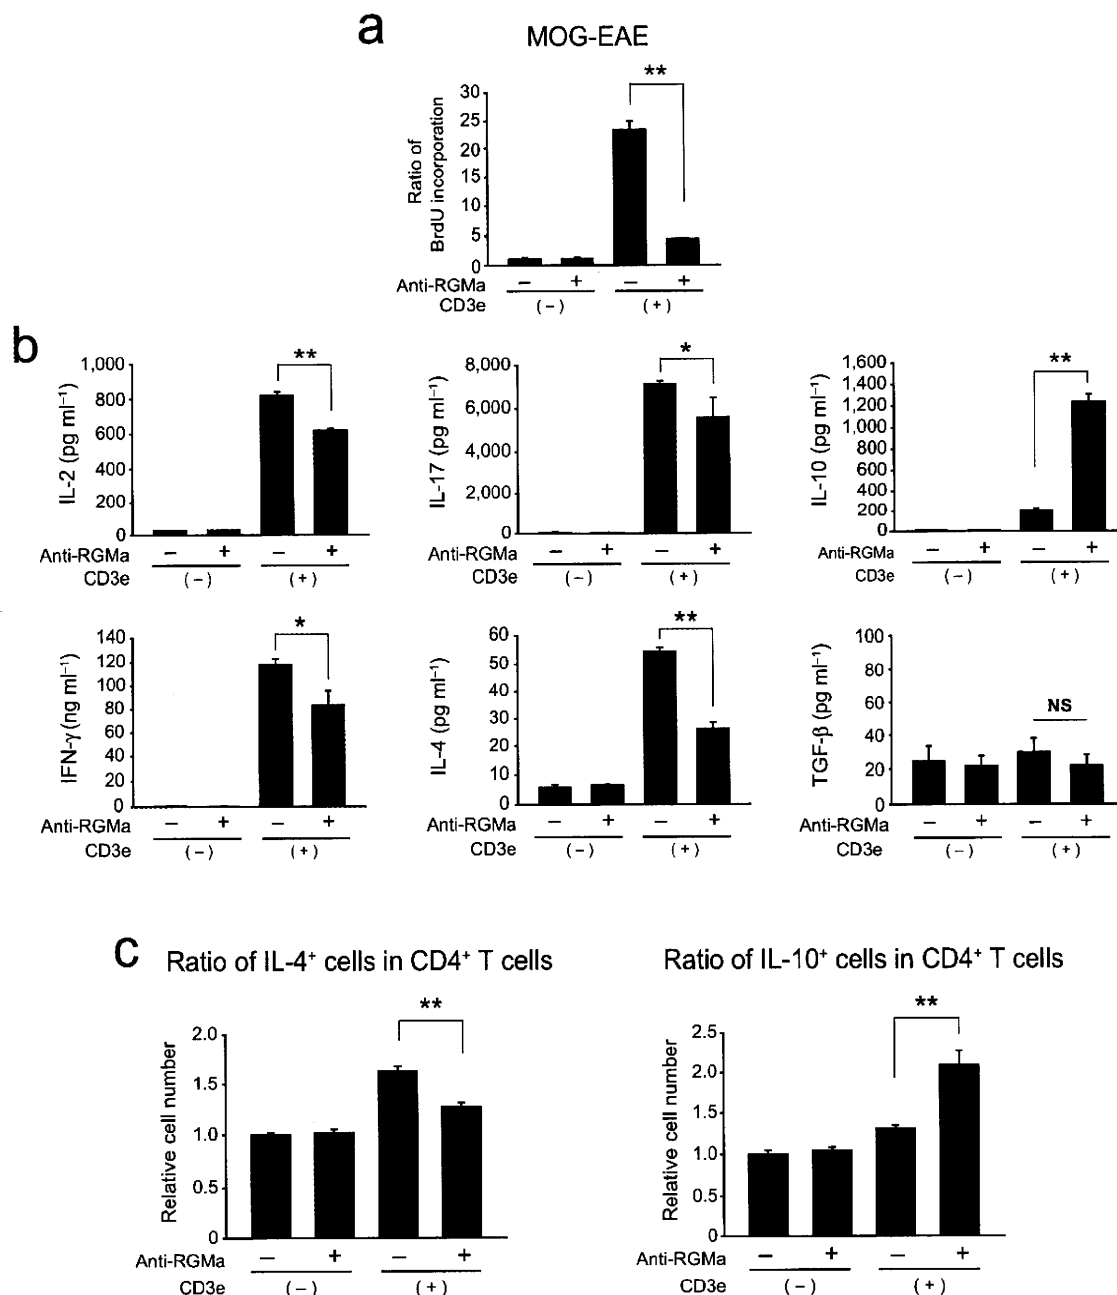 a
MOG-EAE
**
Ratio of
BrdU incorporation
30
25
20
15
10
5
0
Anti-RGMa – + – +
CD3e (–) (+)
b
**
IL-2 (pg ml⁻¹)
1,000
800
600
400
200
0
Anti-RGMa – + – +
CD3e (–) (+)
*
IL-17 (pg ml⁻¹)
8,000
6,000
4,000
2,000
0
Anti-RGMa – + – +
CD3e (–) (+)
**
IL-10 (pg ml⁻¹)
1,600
1,400
1,200
1,000
800
600
400
200
0
Anti-RGMa – + – +
CD3e (–) (+)
*
IFN-γ (ng ml⁻¹)
140
120
100
80
60
40
20
0
Anti-RGMa – + – +
CD3e (–) (+)
**
IL-4 (pg ml⁻¹)
60
50
40
30
20
10
0
Anti-RGMa – + – +
CD3e (–) (+)
NS
TGF-β (pg ml⁻¹)
100
80
60
40
20
0
Anti-RGMa – + – +
CD3e (–) (+)
c
Ratio of IL-4⁺ cells in CD4⁺ T cells
**
Relative cell number
2.0
1.5
1.0
0.5
0
Anti-RGMa – + – +
CD3e (–) (+)
Ratio of IL-10⁺ cells in CD4⁺ T cells
**
Relative cell number
2.5
2.0
1.5
1.0
0.5
0
Anti-RGMa – + – +
CD3e (–) (+)